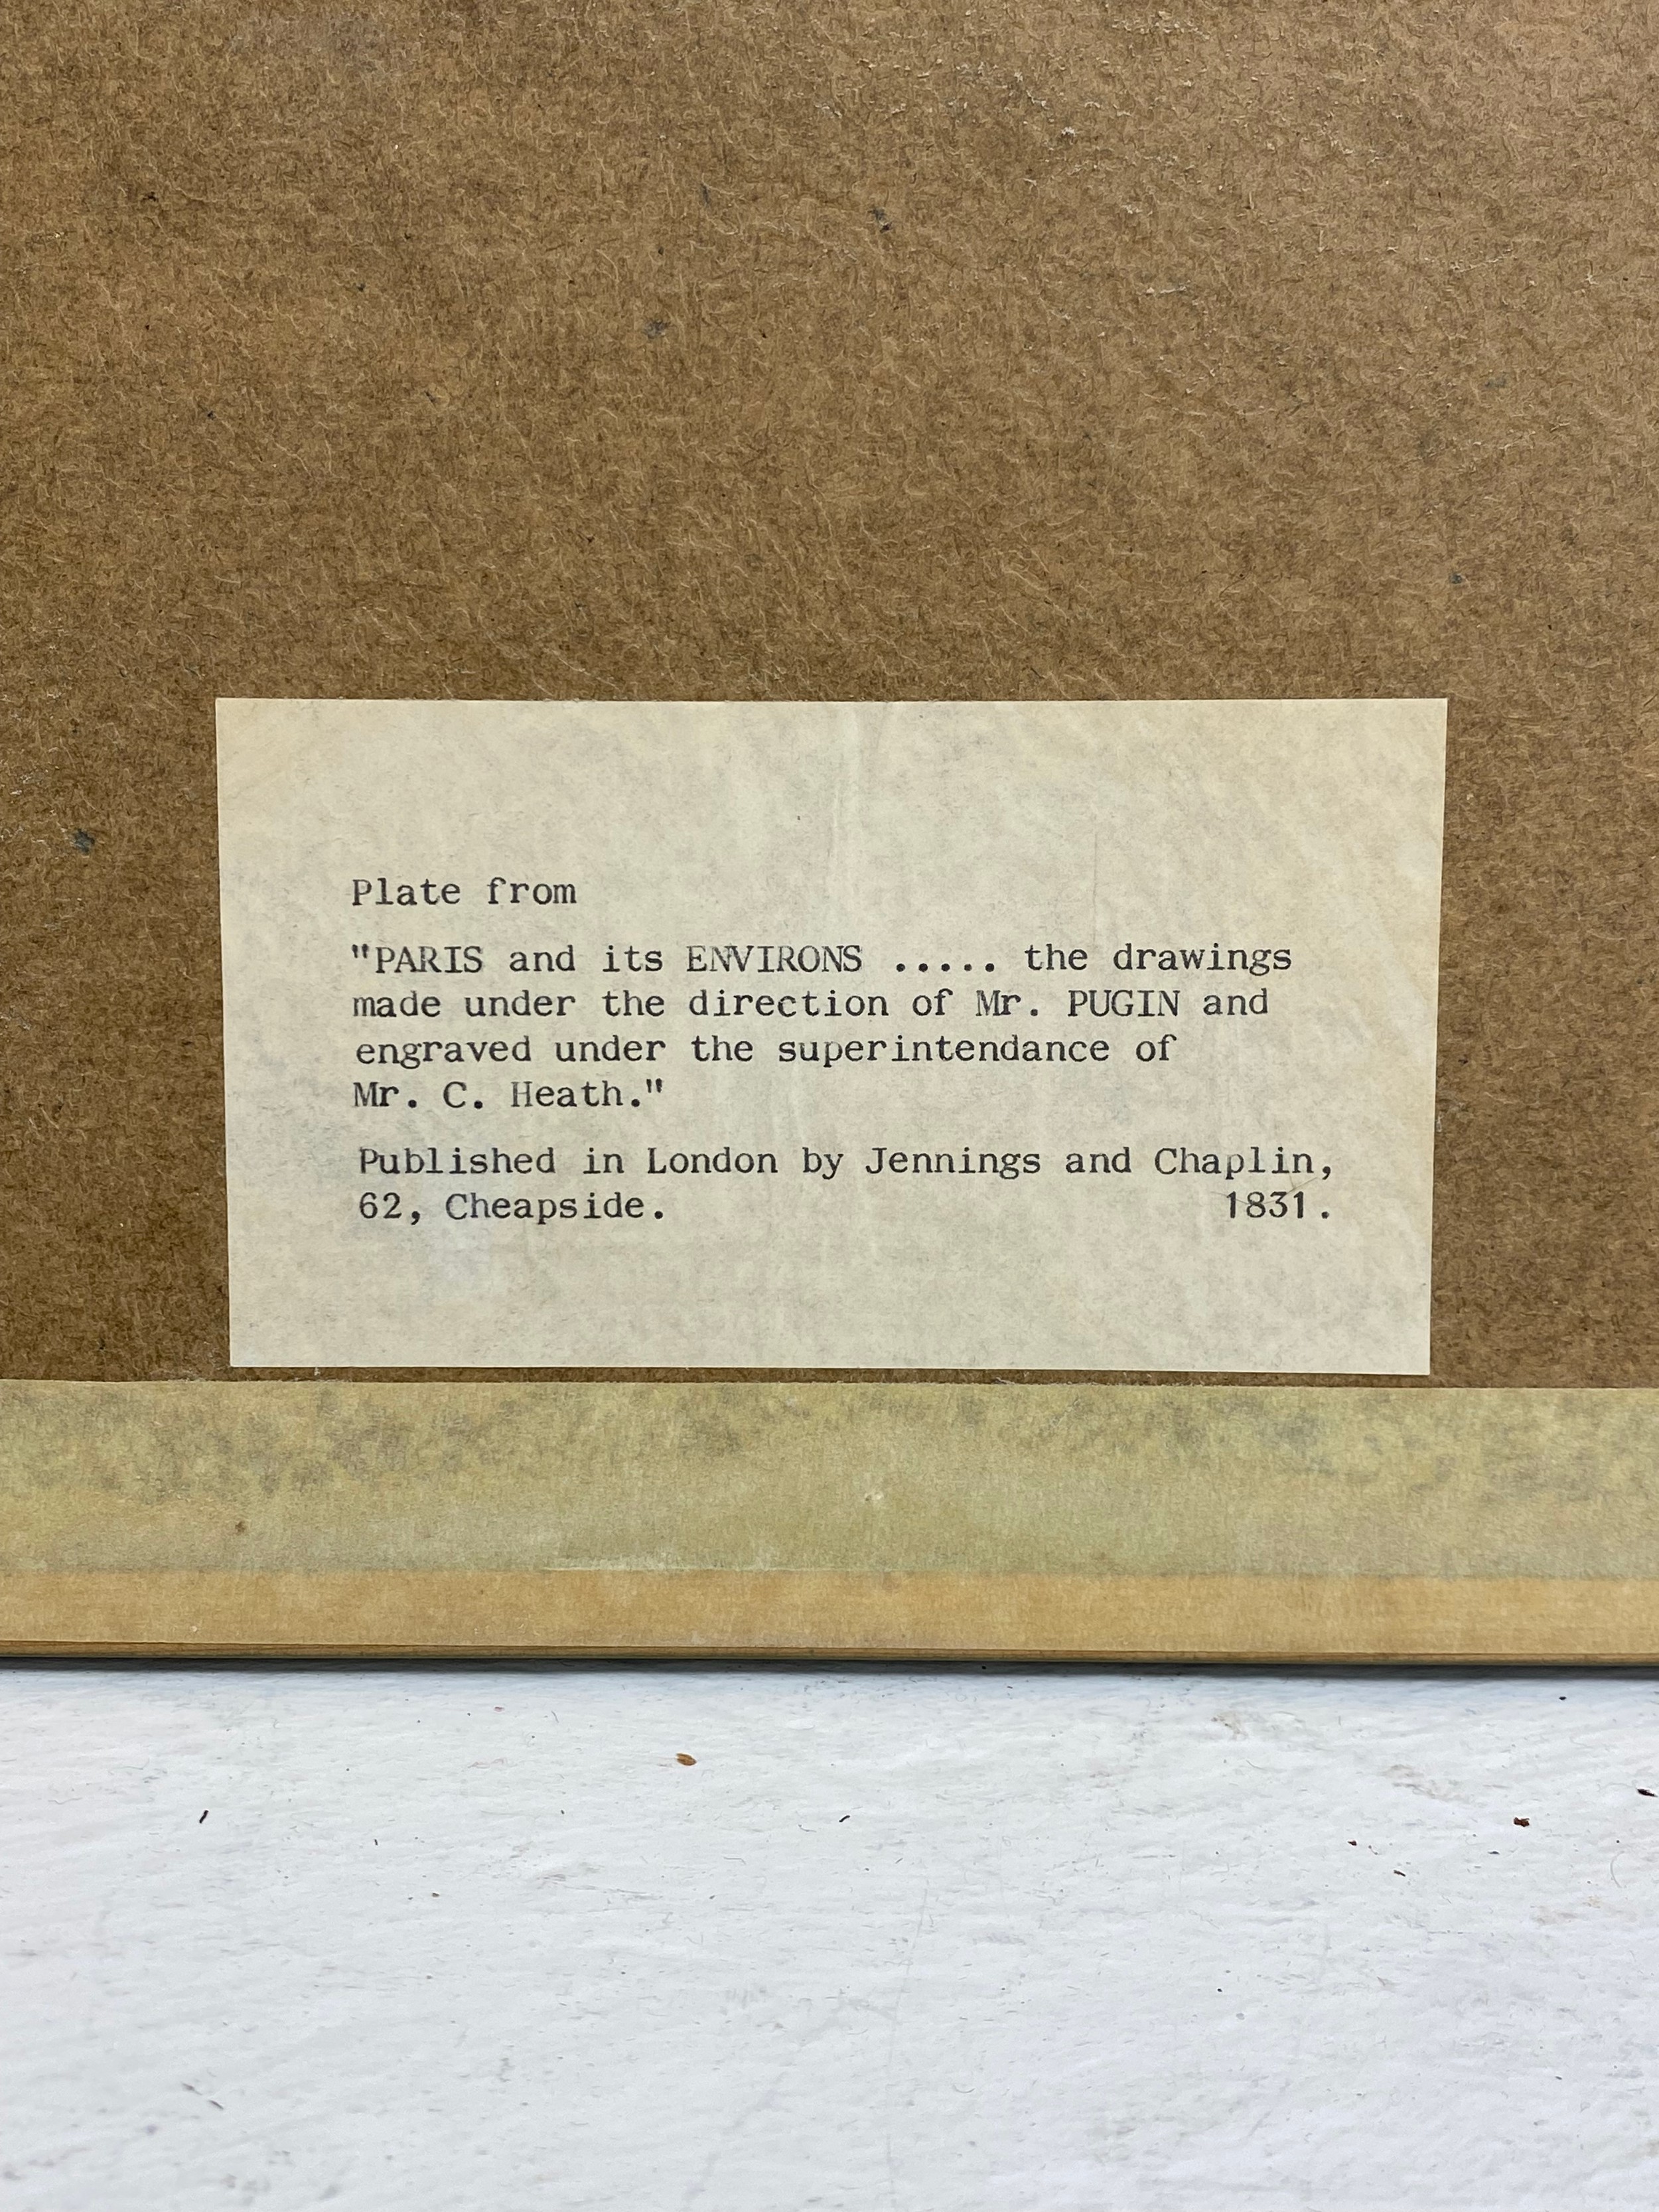 Plate from
"PARIS and its ENVIRONS ..... the drawings
made under the direction of Mr. PUGIN and
engraved under the superintendance of
Mr. C. Heath."
Published in London by Jennings and Chaplin,
62, Cheapside. 1831.